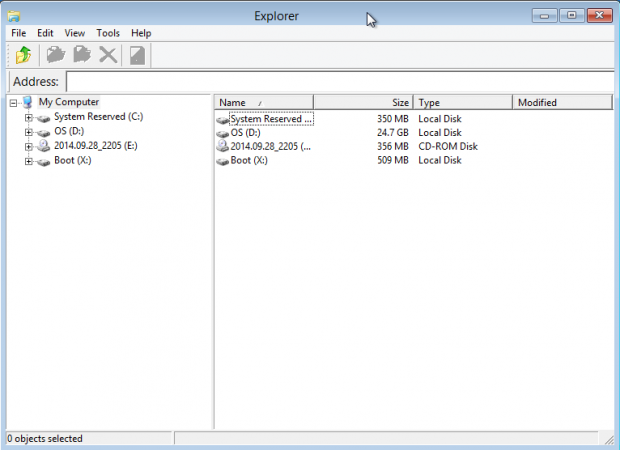 Explorer
File Edit View Tools Help
Address:
My Computer
System Reserved (C:)
OS (D:)
2014.09.28_2205 (E:)
Boot (X:)
Name / Size Type Modified
System Reserved ... 350 MB Local Disk
OS (D:) 24.7 GB Local Disk
2014.09.28_2205 (... 356 MB CD-ROM Disk
Boot (X:) 509 MB Local Disk
0 objects selected